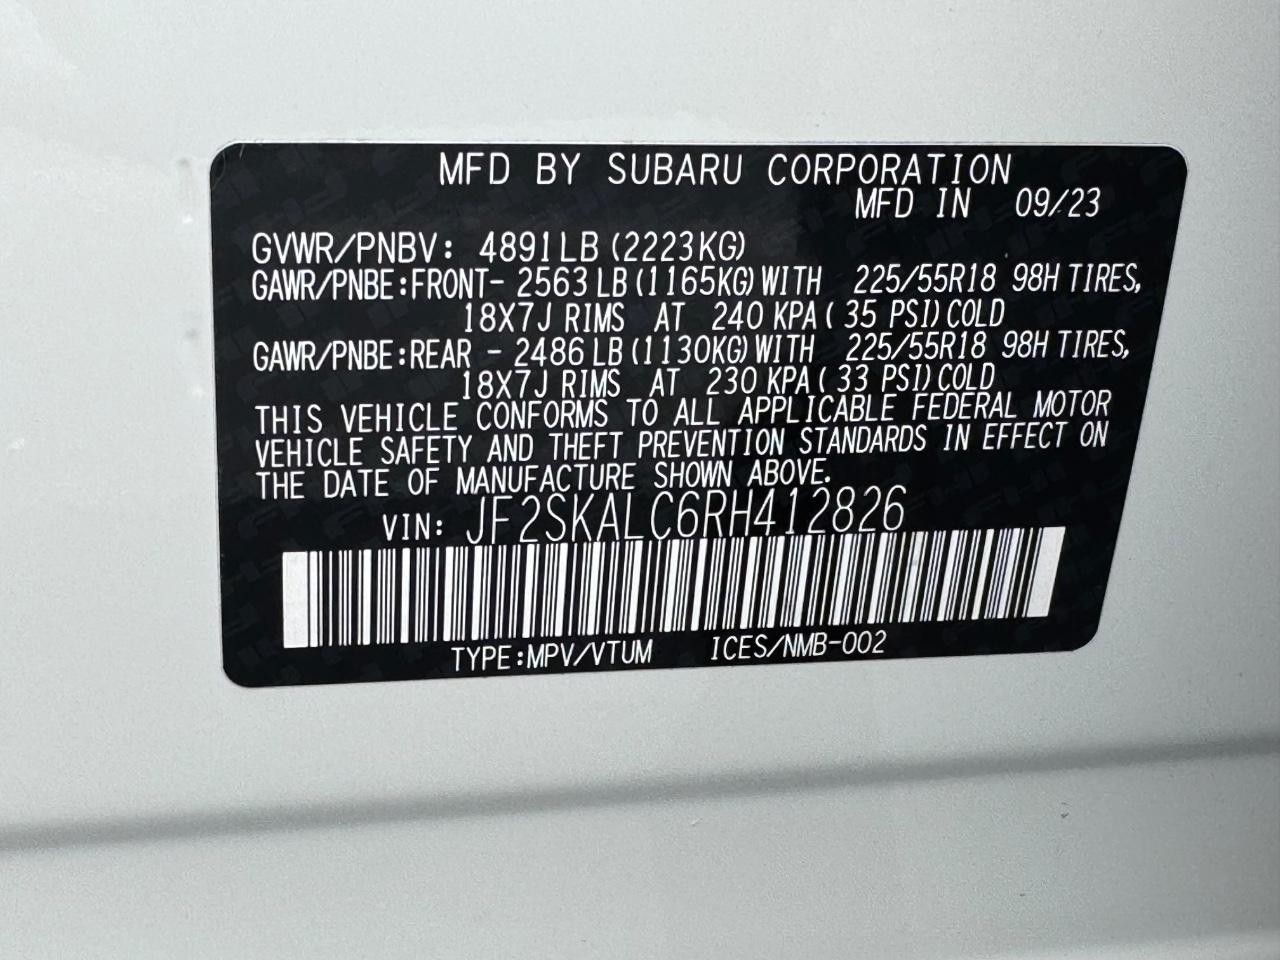 MFD BY SUBARU CORPORATION
MFD IN 09/23
GVWR/PNBV: 4891LB (2223KG)
GAWR/PNBE:FRONT- 2563 LB (1165KG) WITH 225/55R18 98H TIRES,
18X7J RIMS AT 240 KPA ( 35 PSI) COLD
GAWR/PNBE:REAR - 2486 LB (1130KG) WITH 225/55R18 98H TIRES,
18X7J RIMS AT 230 KPA ( 33 PSI) COLD
THIS VEHICLE CONFORMS TO ALL APPLICABLE FEDERAL MOTOR
VEHICLE SAFETY AND THEFT PREVENTION STANDARDS IN EFFECT ON
THE DATE OF MANUFACTURE SHOWN ABOVE.
VIN: JF2SKALC6RH412826
TYPE:MPV/VTUM ICES/NMB-002